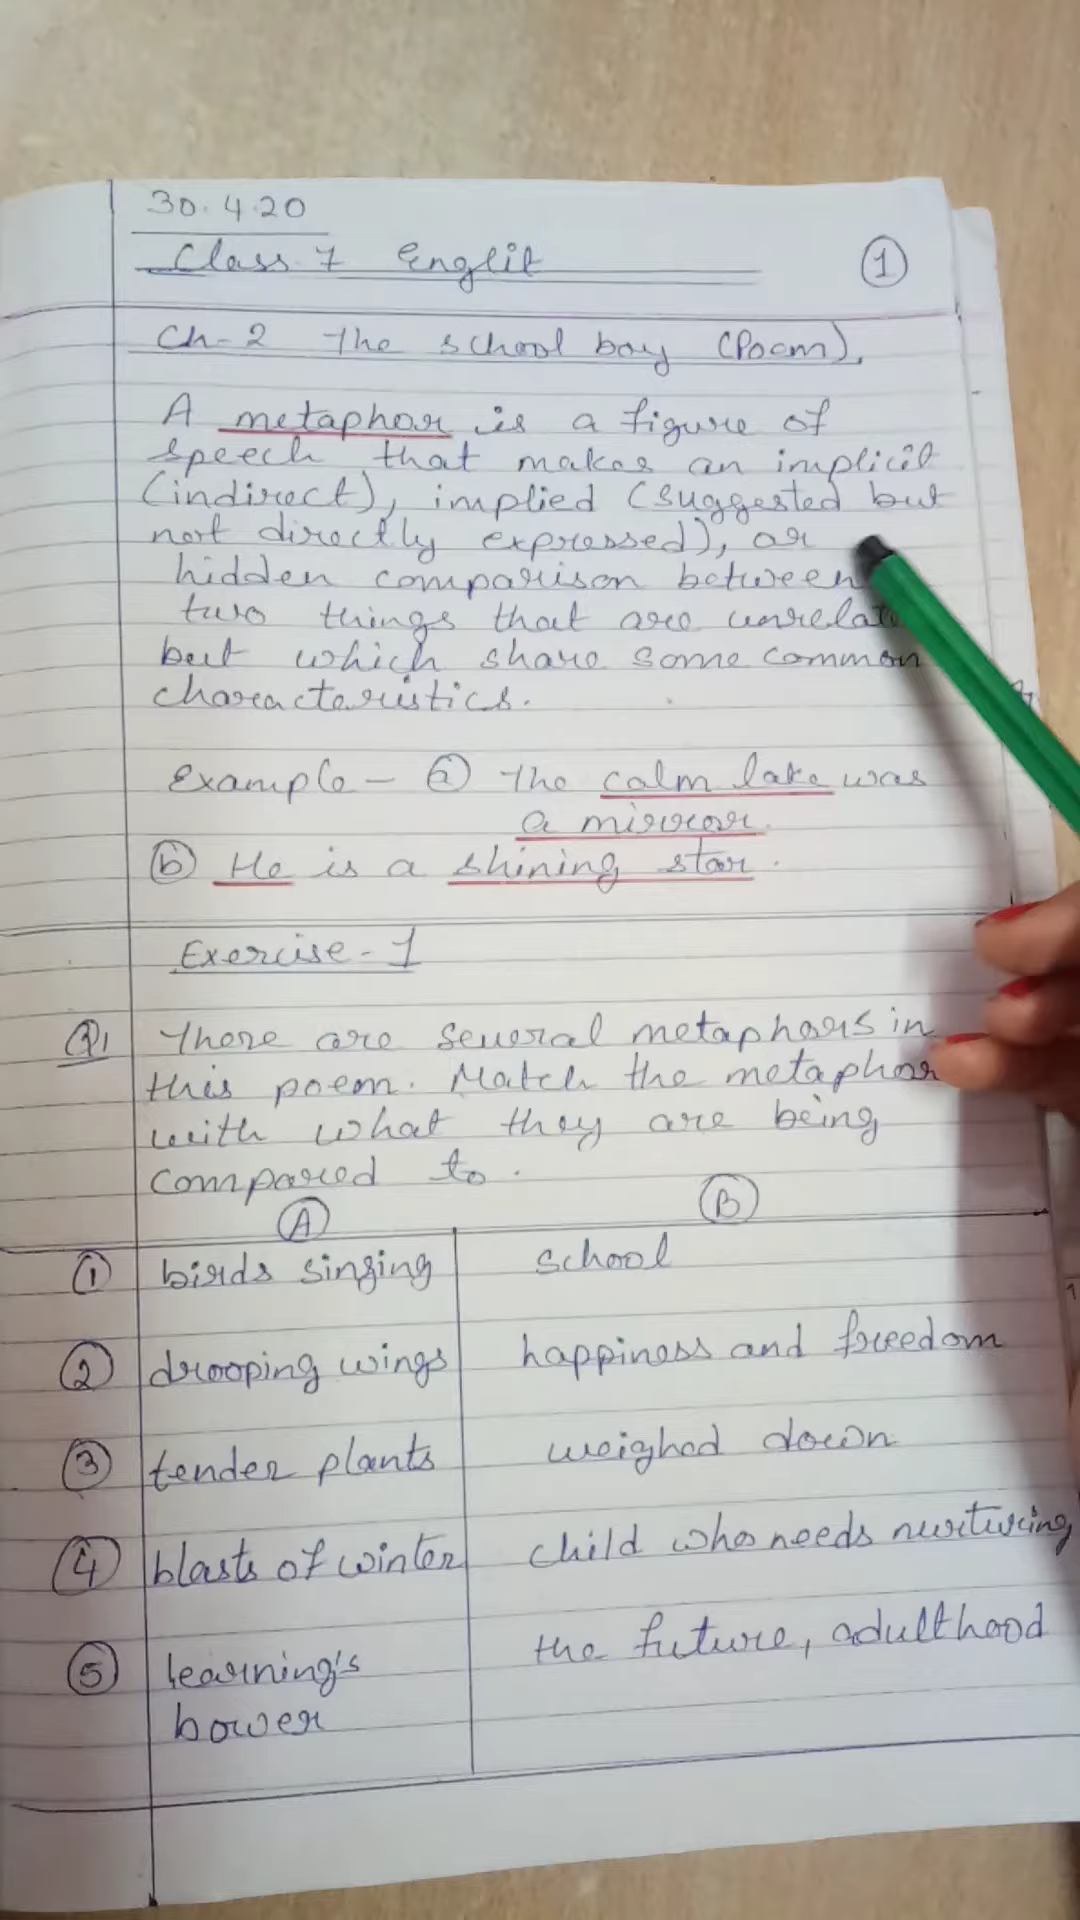 30.4.20
Class-7 Englit
1
Ch-2 The school boy (Poem).
A metaphor is a figure of
speech that makes an implicit
(indirect), implied (suggested but
not directly expressed), or
hidden comparison between
two things that are
but which share some common
characteristics.
Example - a The calm lake was
a mirror.
b He is a shining star.
Exercise-1
Q1 There are several metaphors in
this poem. Match the metaphor
with what they are being
compared to.
A B
1 birds singing school
2 drooping wings happiness and freedom
3 tender plants weighed down
4 blasts of winter child who needs nurturing
5 learning's the future, adulthood
bower